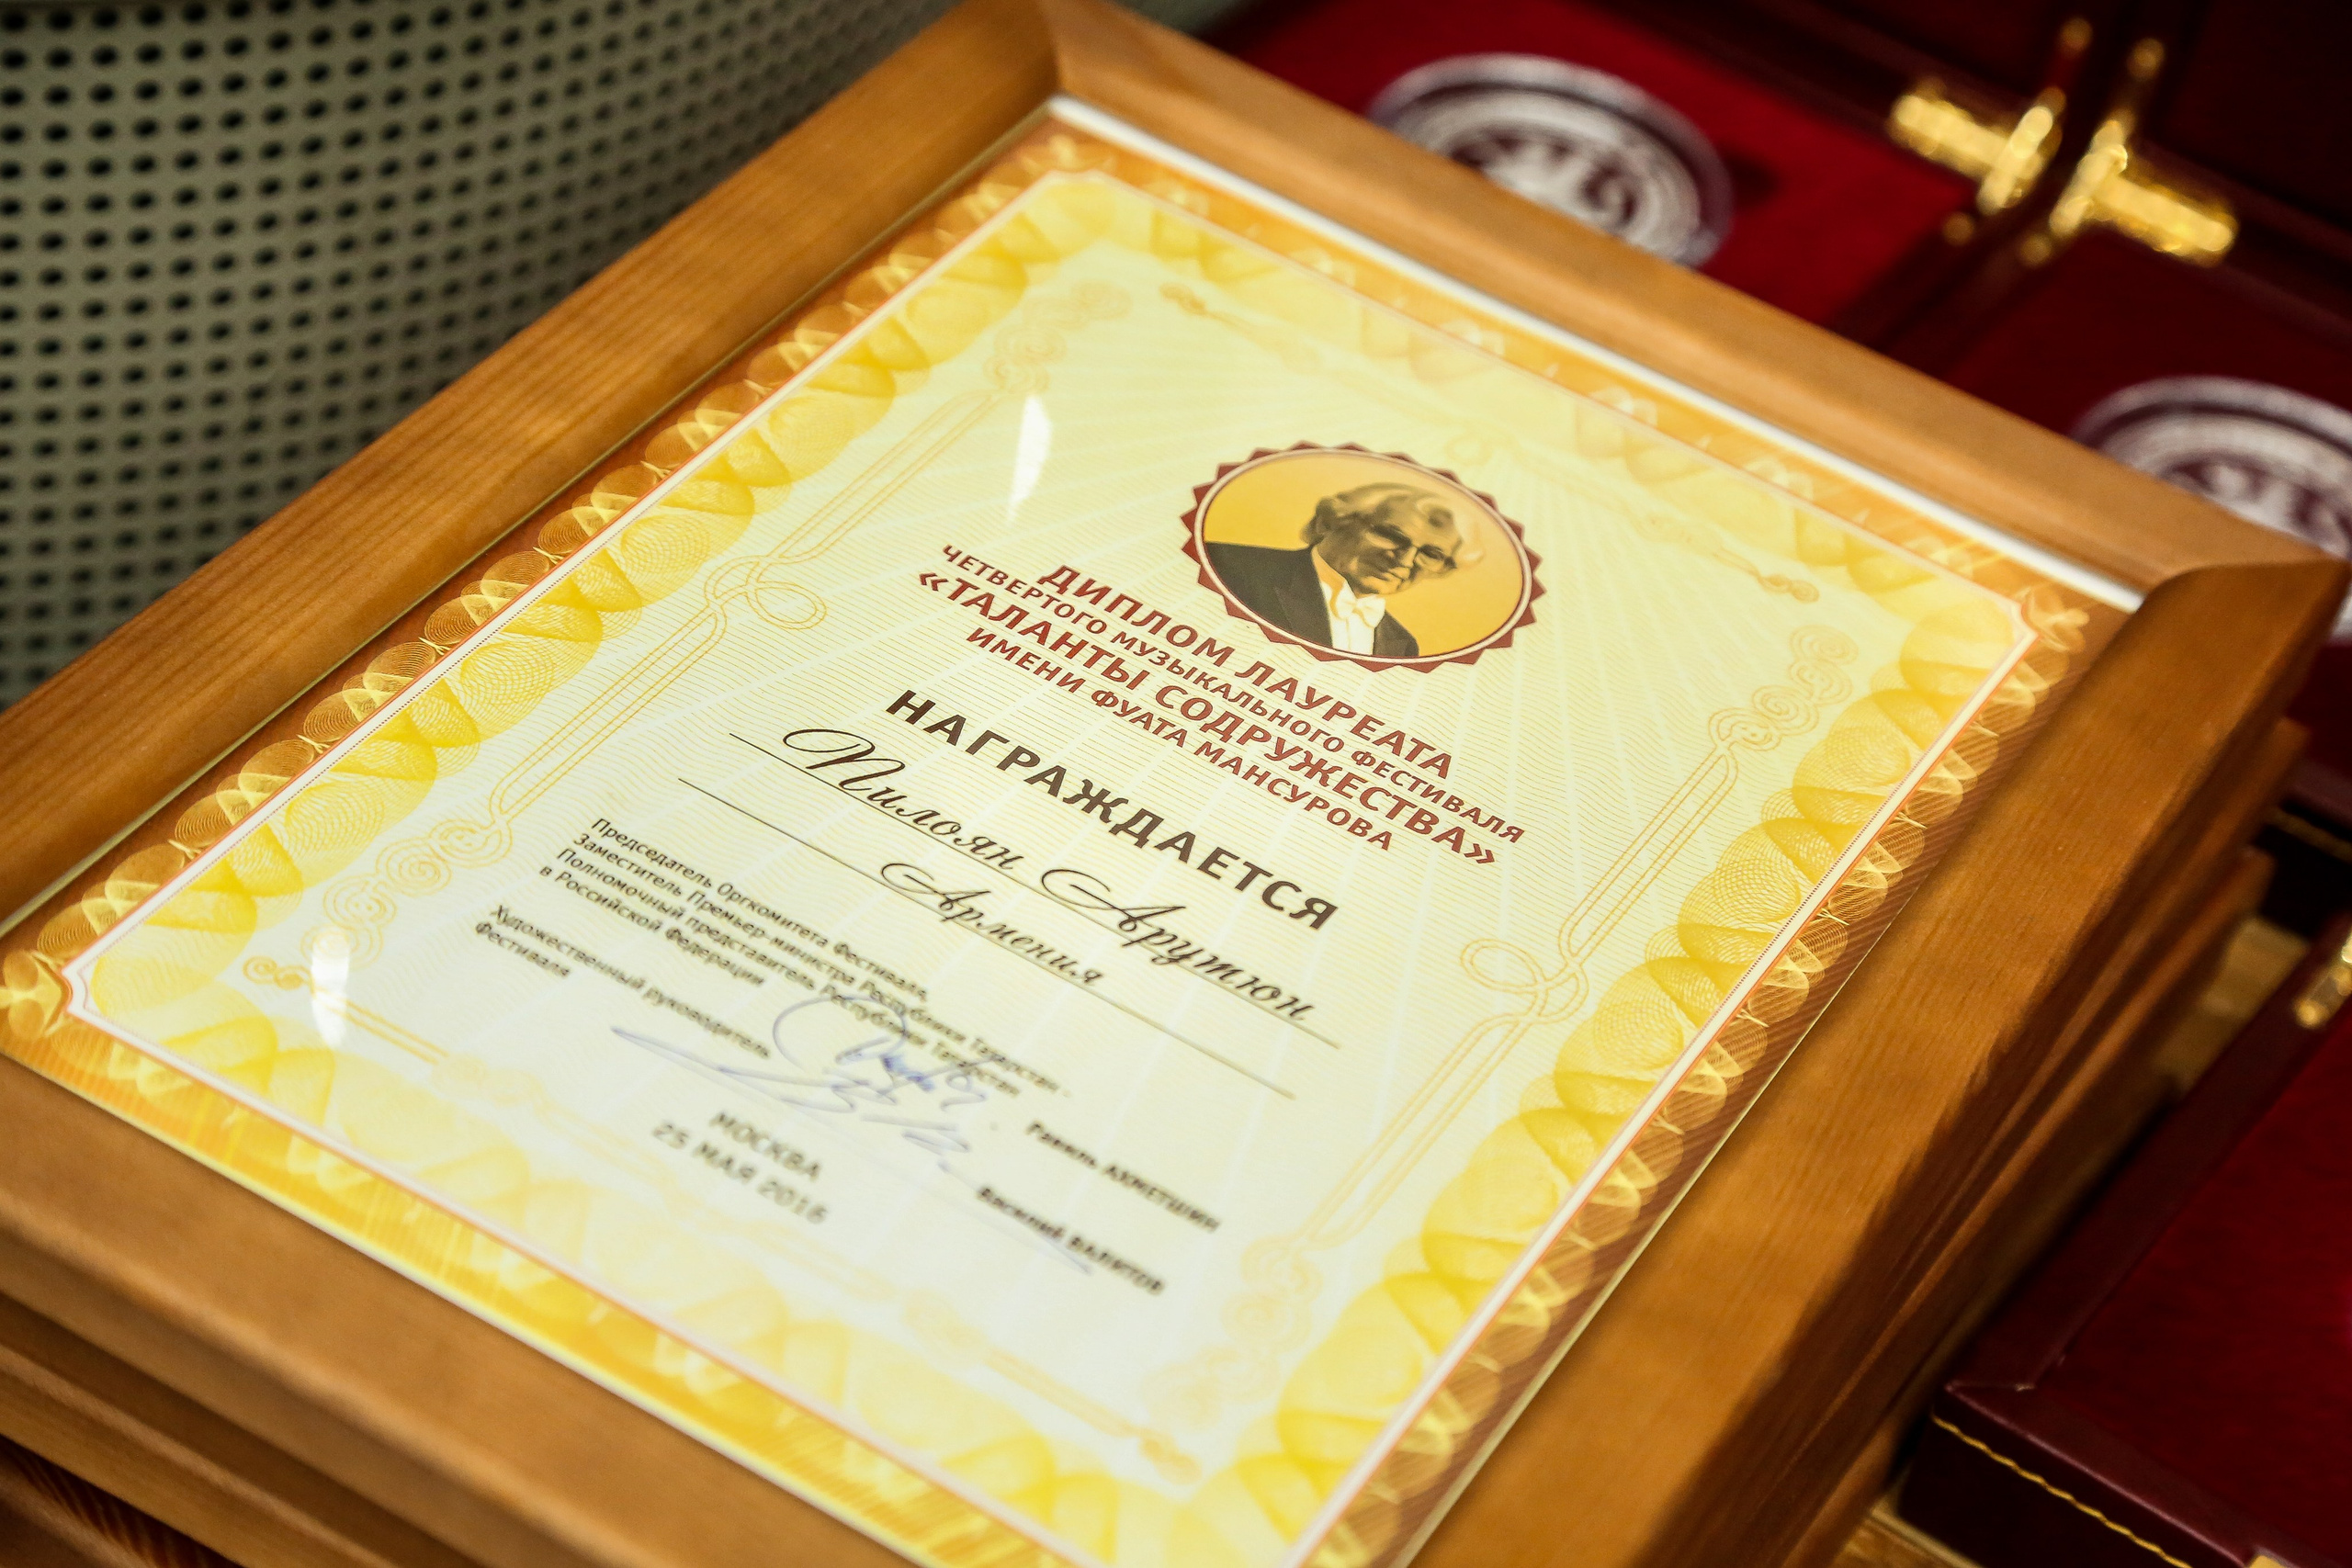 ДИПЛОМ ЛАУРЕАТА
ЧЕТВЕРТОГО МУЗЫКАЛЬНОГО ФЕСТИВАЛЯ
«ТАЛАНТЫ СОДРУЖЕСТВА»
ИМЕНИ ФУАТА МАНСУРОВА
НАГРАЖДАЕТСЯ
Пилоян Арутюн
Армения
Председатель Оргкомитета Фестиваля,
Заместитель Премьер-министра Республики Татарстан -
Полномочный представитель Республики Татарстан
в Российской Федерации
Равиль АХМЕТШИН
Художественный руководитель
Фестиваля
Василий ВАЛИТОВ
МОСКВА
25 МАЯ 2016